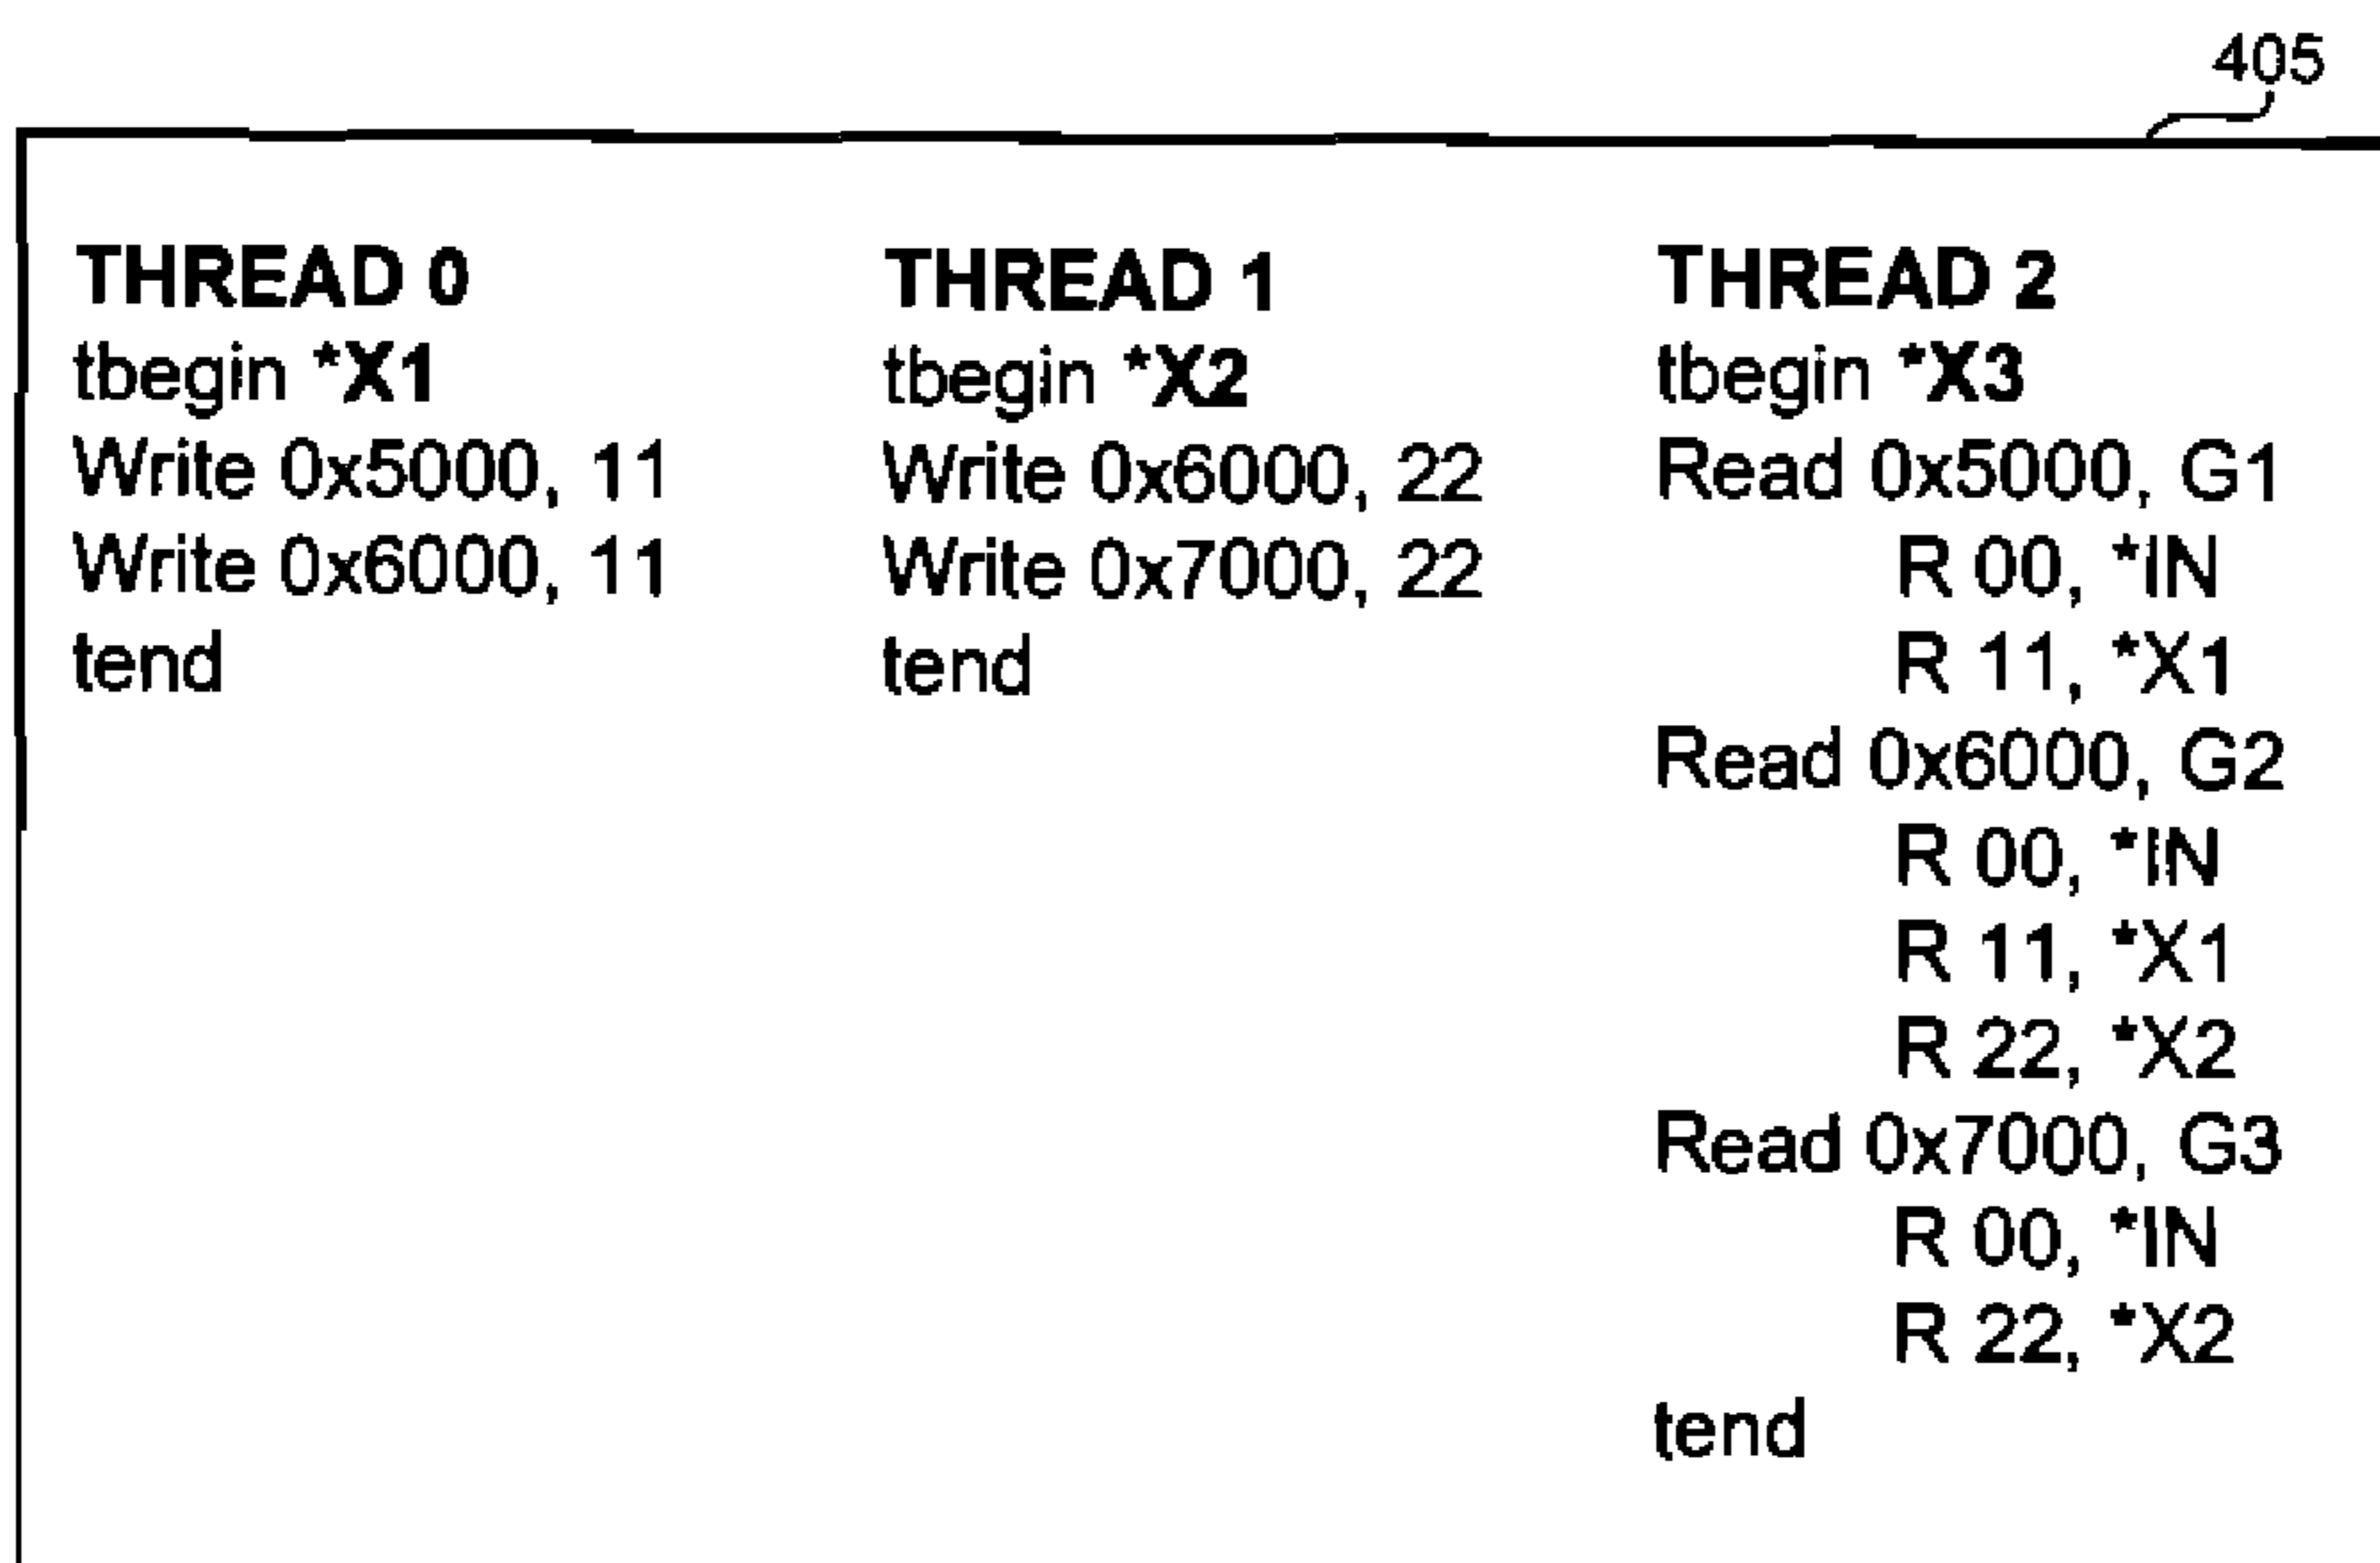 405
THREAD 0
tbegin *X1
Write 0x5000, 11
Write 0x6000, 11
tend
THREAD 1
tbegin *X2
Write 0x6000, 22
Write 0x7000, 22
tend
THREAD 2
tbegin *X3
Read 0x5000, G1
R 00, *IN
R 11, *X1
Read 0x6000, G2
R 00, *IN
R 11, *X1
R 22, *X2
Read 0x7000, G3
R 00, *IN
R 22, *X2
tend